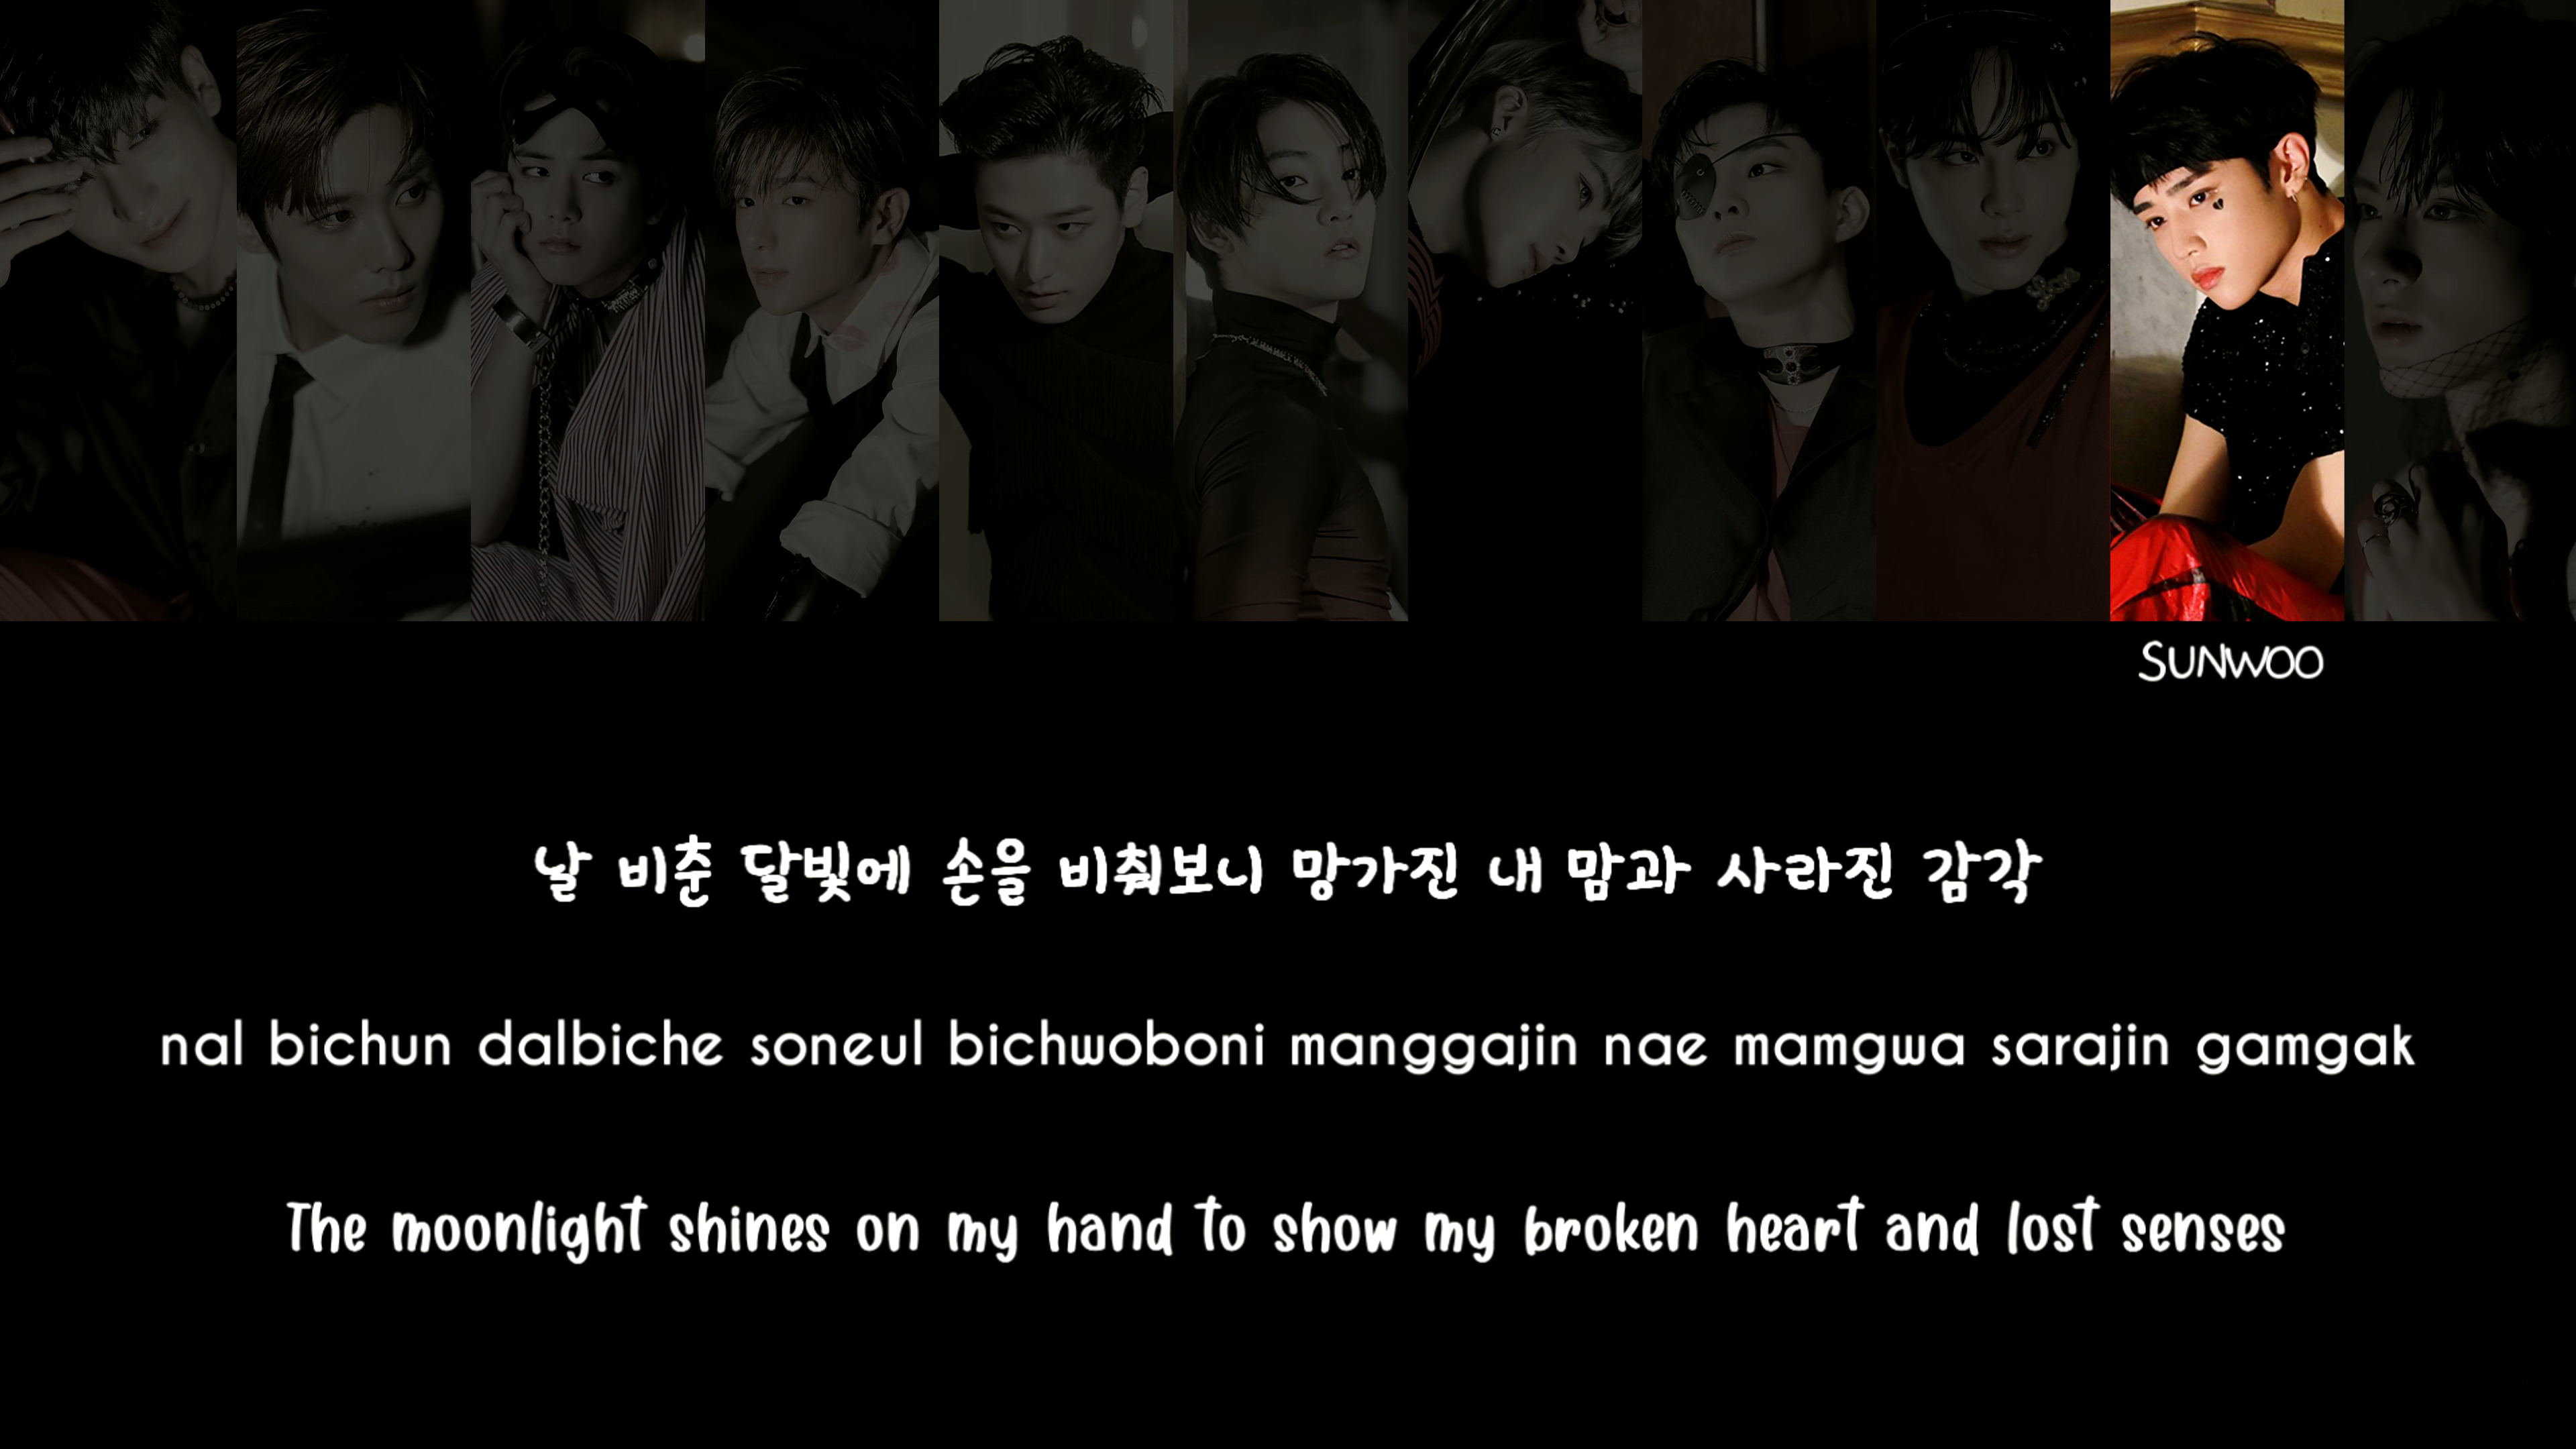 SUNWOO
날 비춘 달빛에 손을 비춰보니 망가진 내 맘과 사라진 감각
nal bichun dalbiche soneul bichwoboni manggajin nae mamgwa sarajin gamgak
The moonlight shines on my hand to show my broken heart and lost senses